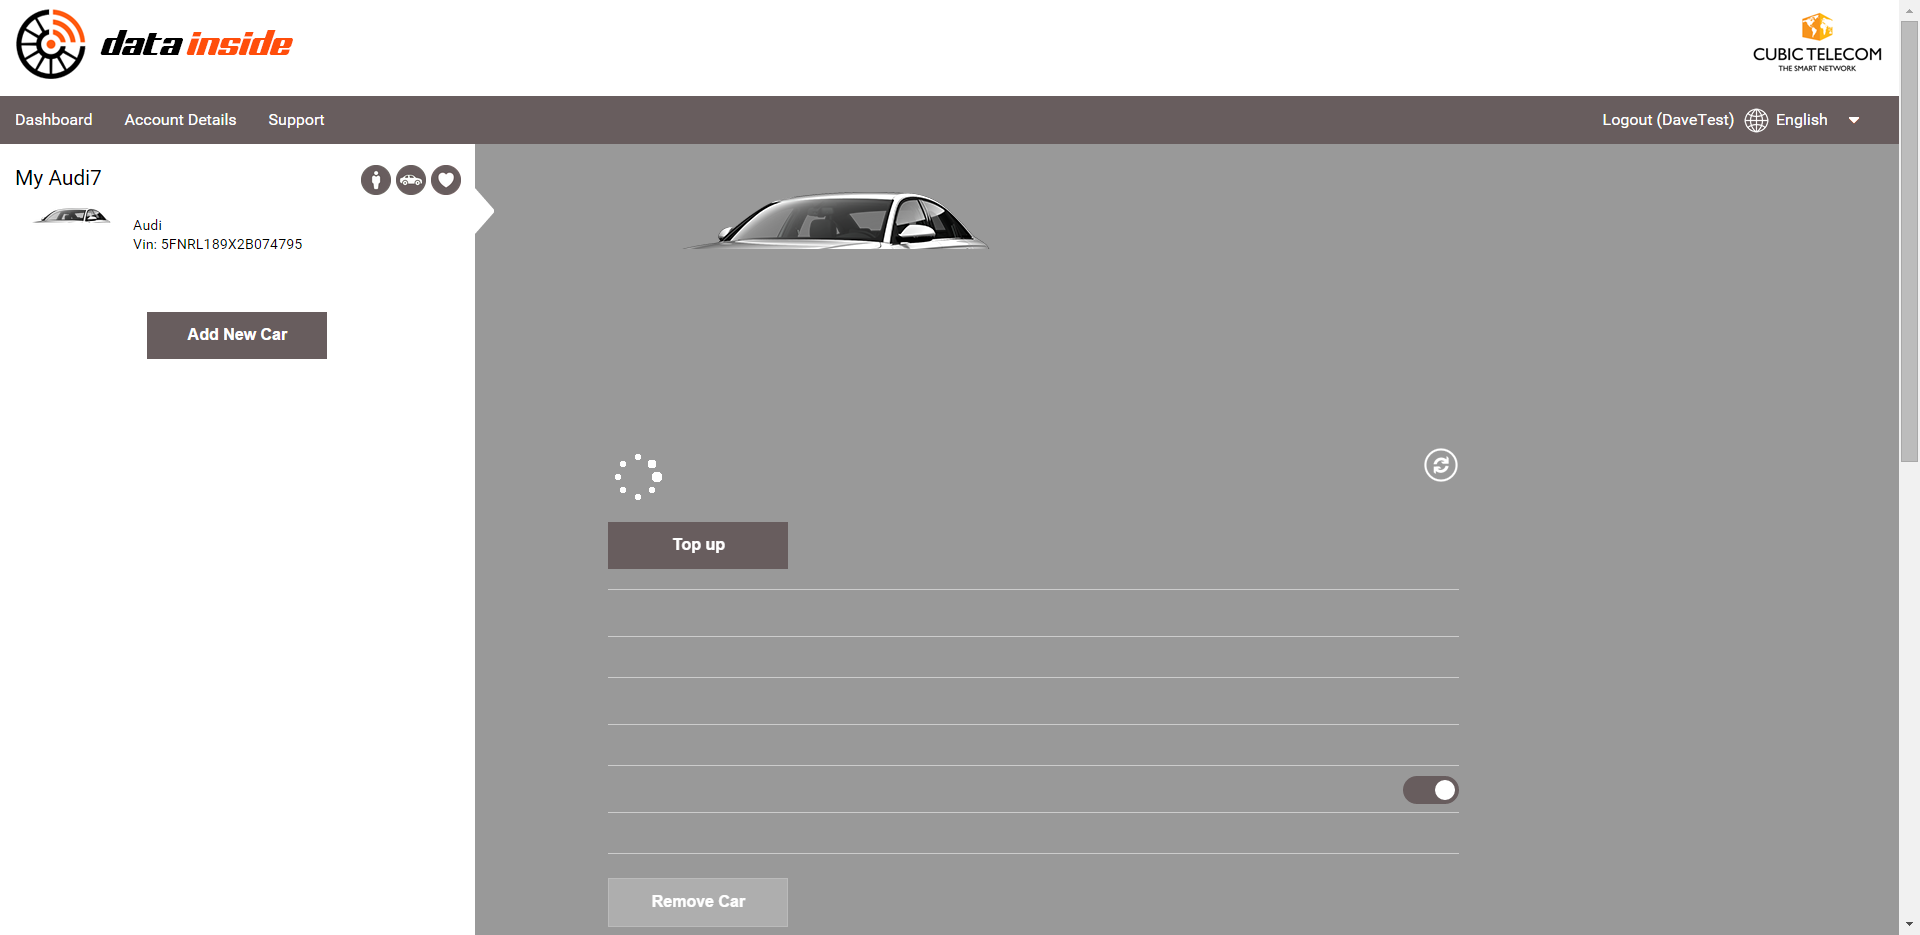 data inside
CUBIC TELECOM
THE SMART NETWORK
Dashboard Account Details Support Logout (DaveTest) English
My Audi7
Audi
Vin: 5FNRL189X2B074795
Add New Car
Top up
Remove Car